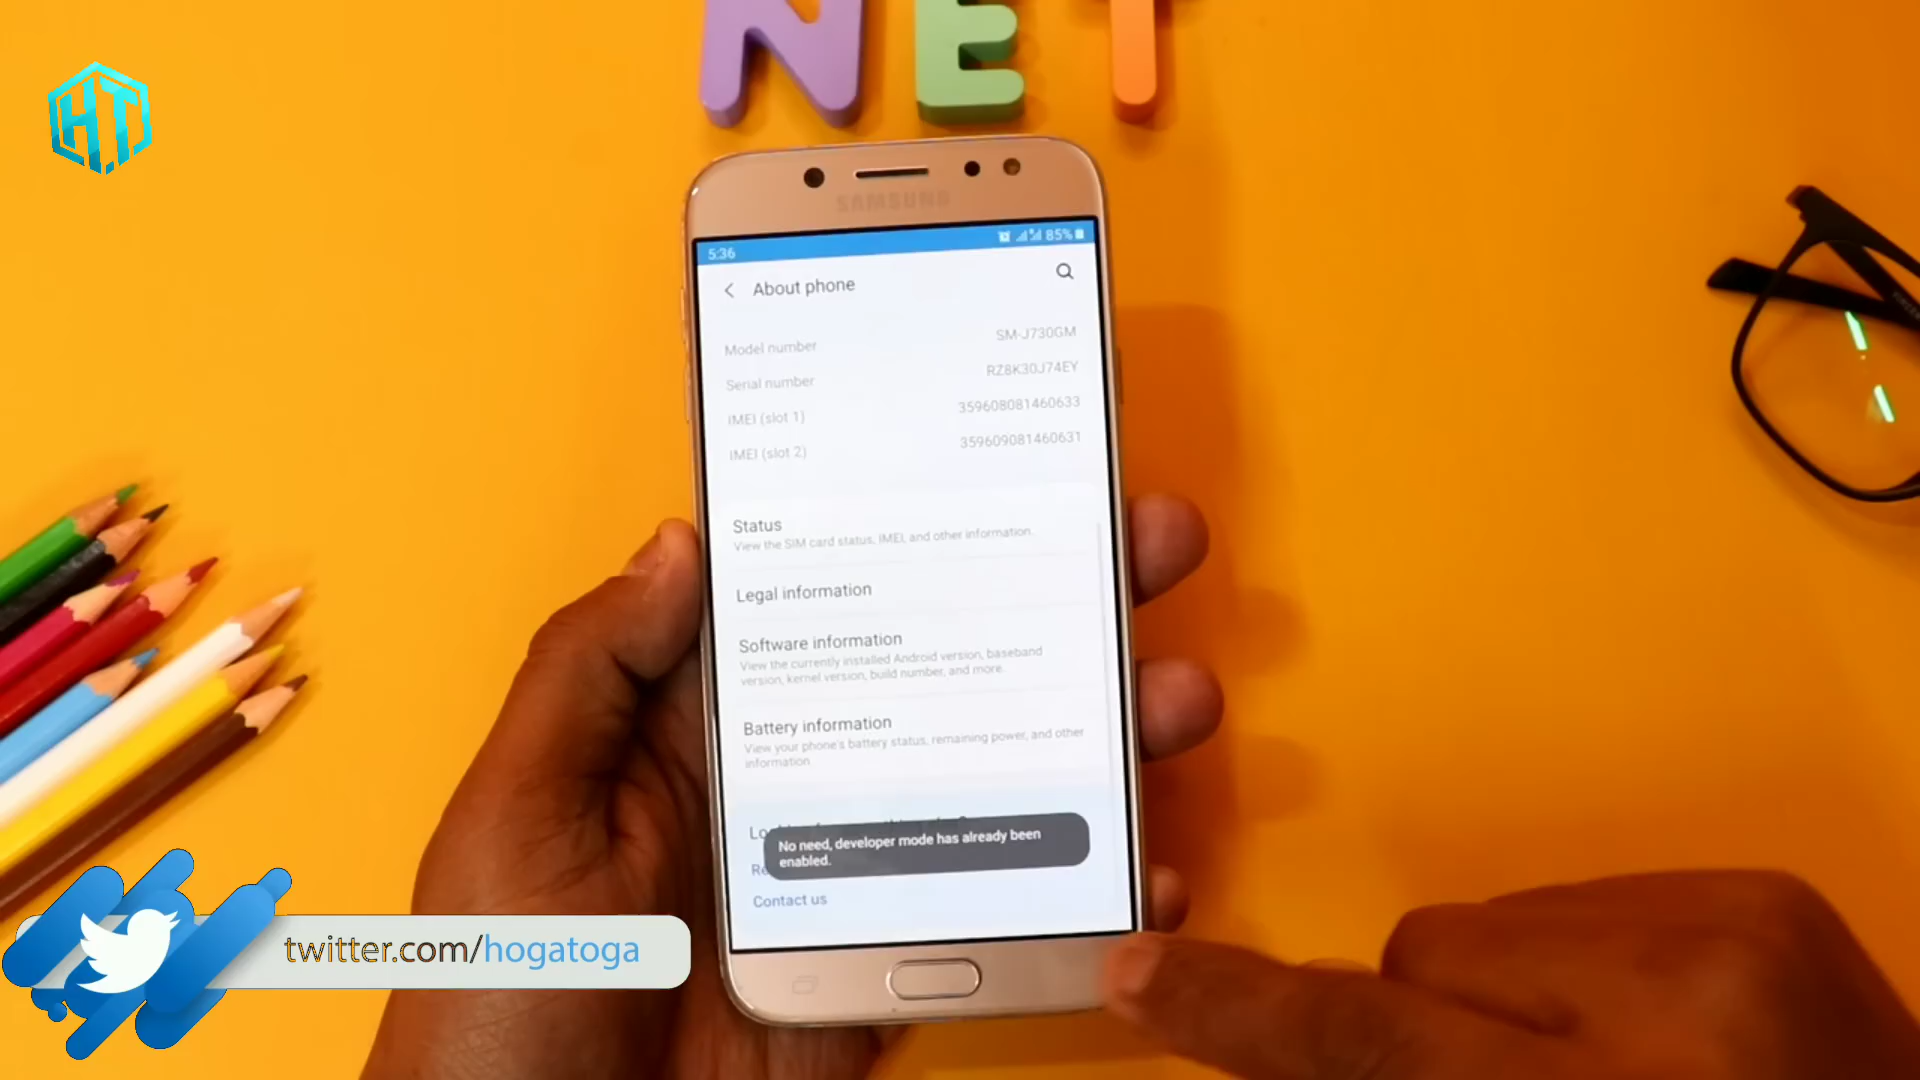 NET
H.T
SAMSUNG
5:36
85%
About phone
Model number SM-J730GM
Serial number RZ8K30J74EY
IMEI (slot 1) 359608081460633
IMEI (slot 2) 359609081460631
Status
View the SIM card status, IMEI, and other information.
Legal information
Software information
View the currently installed Android version, baseband
version, kernel version, build number, and more.
Battery information
View your phone's battery status, remaining power, and other
information.
No need, developer mode has already been
enabled.
Contact us
twitter.com/hogatoga